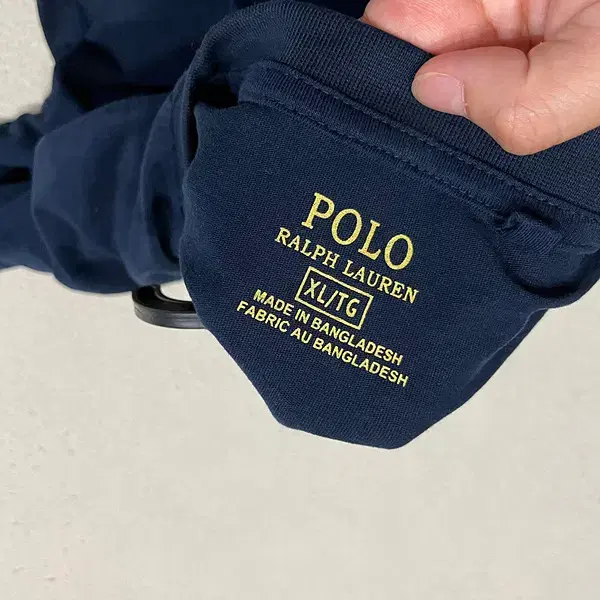 POLO
RALPH LAUREN
XL/TG
MADE IN BANGLADESH
FABRIC AU BANGLADESH